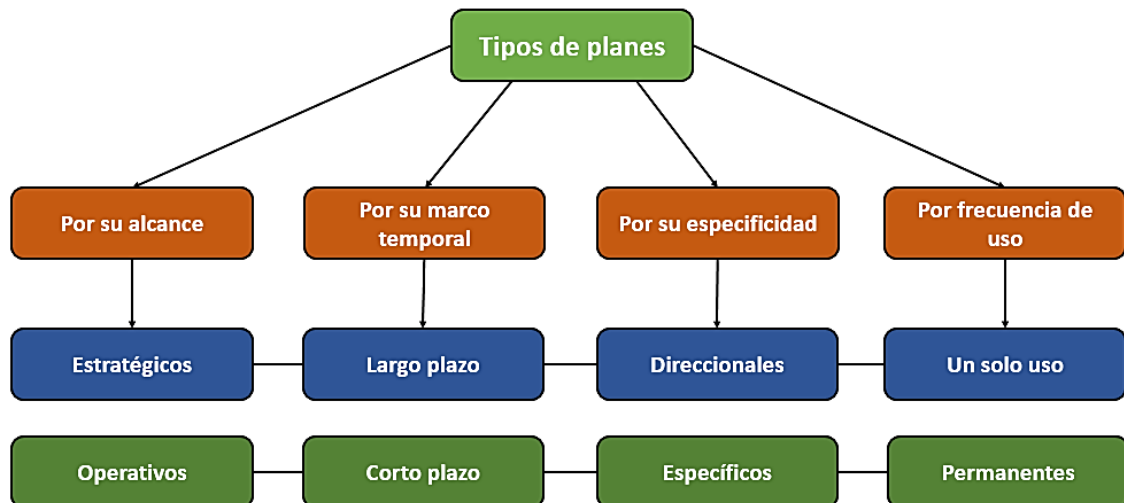 Tipos de planes
Por su alcance
Por su marco
temporal
Por su especificidad
Por frecuencia de
uso
Estratégicos
Largo plazo
Direccionales
Un solo uso
Operativos
Corto plazo
Específicos
Permanentes